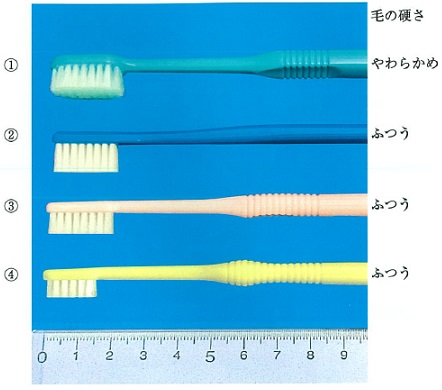 毛の硬さ
① やわらかめ
② ふつう
③ ふつう
④ ふつう
0 1 2 3 4 5 6 7 8 9